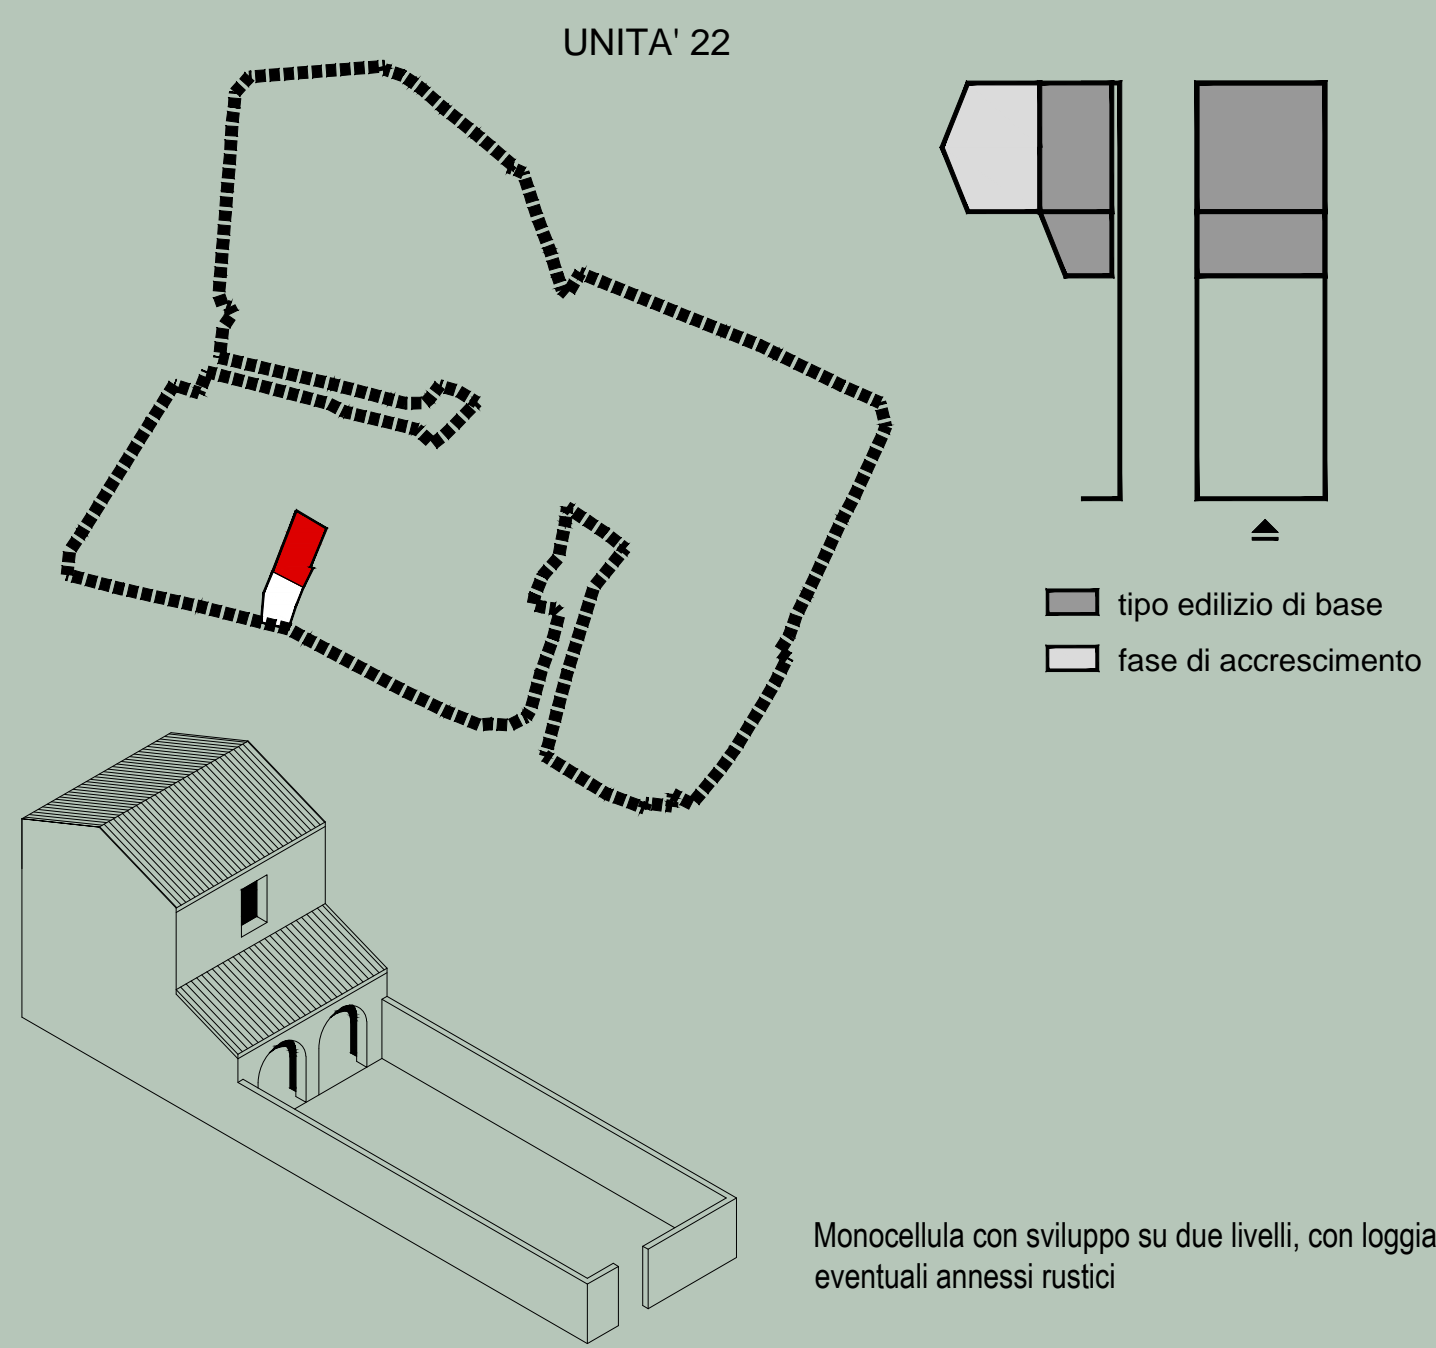 UNITA' 22
tipo edilizio di base
fase di accrescimento
Monocellula con sviluppo su due livelli, con loggia
eventuali annessi rustici